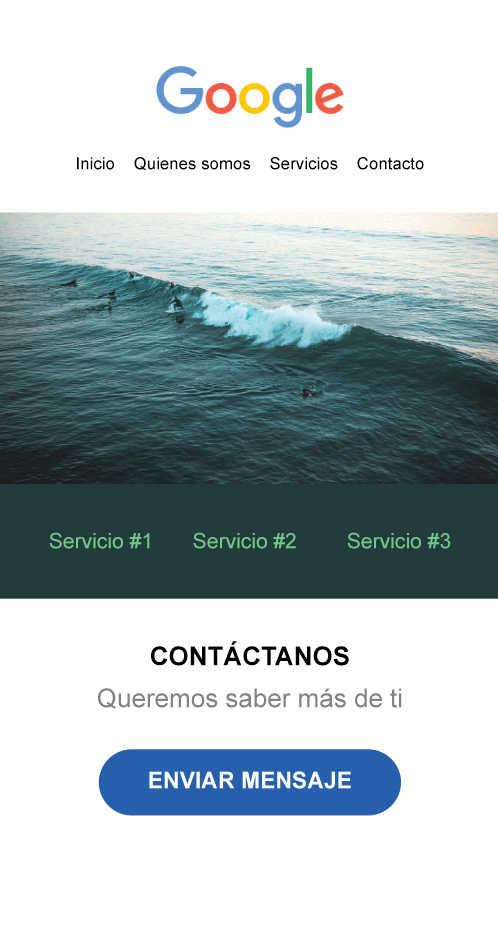 Google
Inicio Quienes somos Servicios Contacto
Servicio #1 Servicio #2 Servicio #3
CONTÁCTANOS
Queremos saber más de ti
ENVIAR MENSAJE